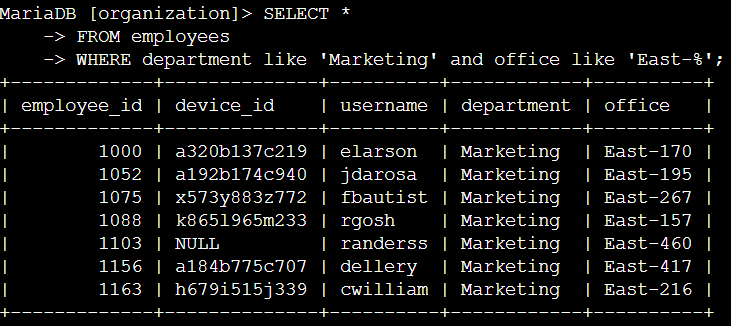 MariaDB [organization]> SELECT *
    -> FROM employees
    -> WHERE department like 'Marketing' and office like 'East-%';
+-------------+--------------+----------+------------+----------+
| employee_id | device_id    | username | department | office   |
+-------------+--------------+----------+------------+----------+
|        1000 | a320b137c219 | elarson  | Marketing  | East-170 |
|        1052 | a192b174c940 | jdarosa  | Marketing  | East-195 |
|        1075 | x573y883z772 | fbautist | Marketing  | East-267 |
|        1088 | k865l965m233 | rgosh    | Marketing  | East-157 |
|        1103 | NULL         | randerss | Marketing  | East-460 |
|        1156 | a184b775c707 | dellery  | Marketing  | East-417 |
|        1163 | h679i515j339 | cwilliam | Marketing  | East-216 |
+-------------+--------------+----------+------------+----------+